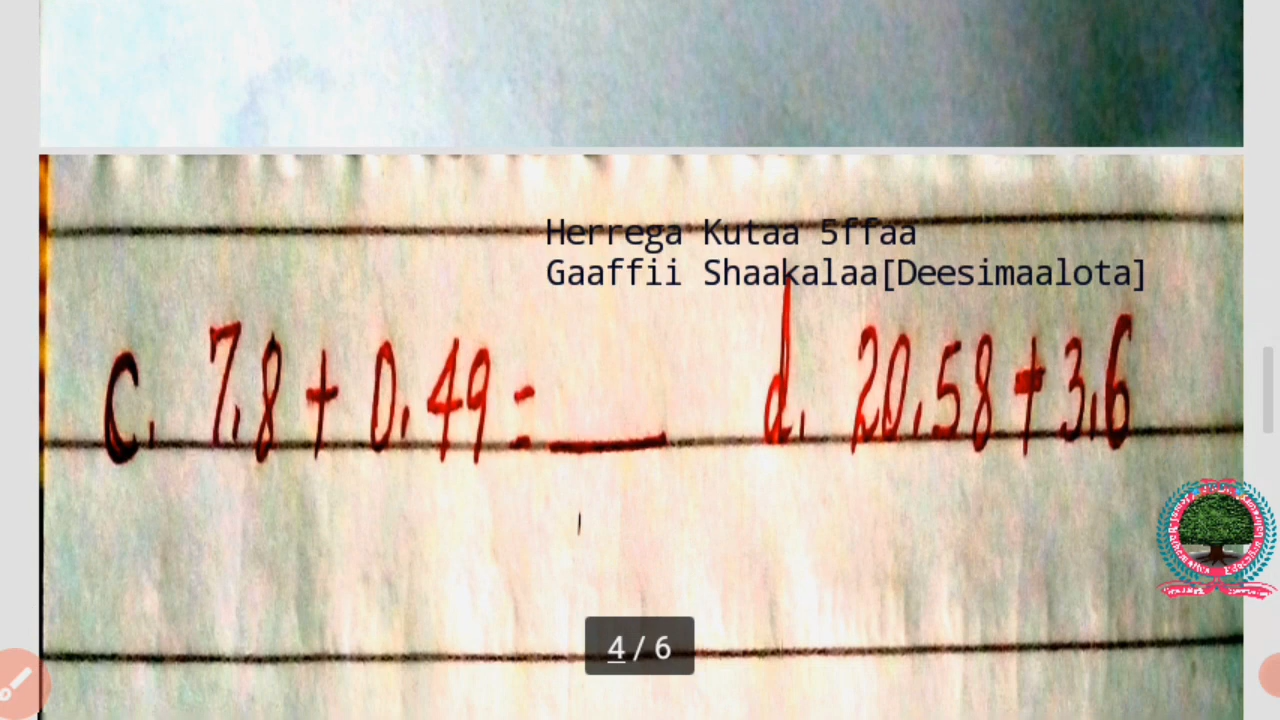 Herrega Kutaa 5ffaa
Gaaffii Shaakalaa[Deesimaalota]
c. 7.8 + 0.49 = ___ d. 20.58 + 3.6
4 / 6